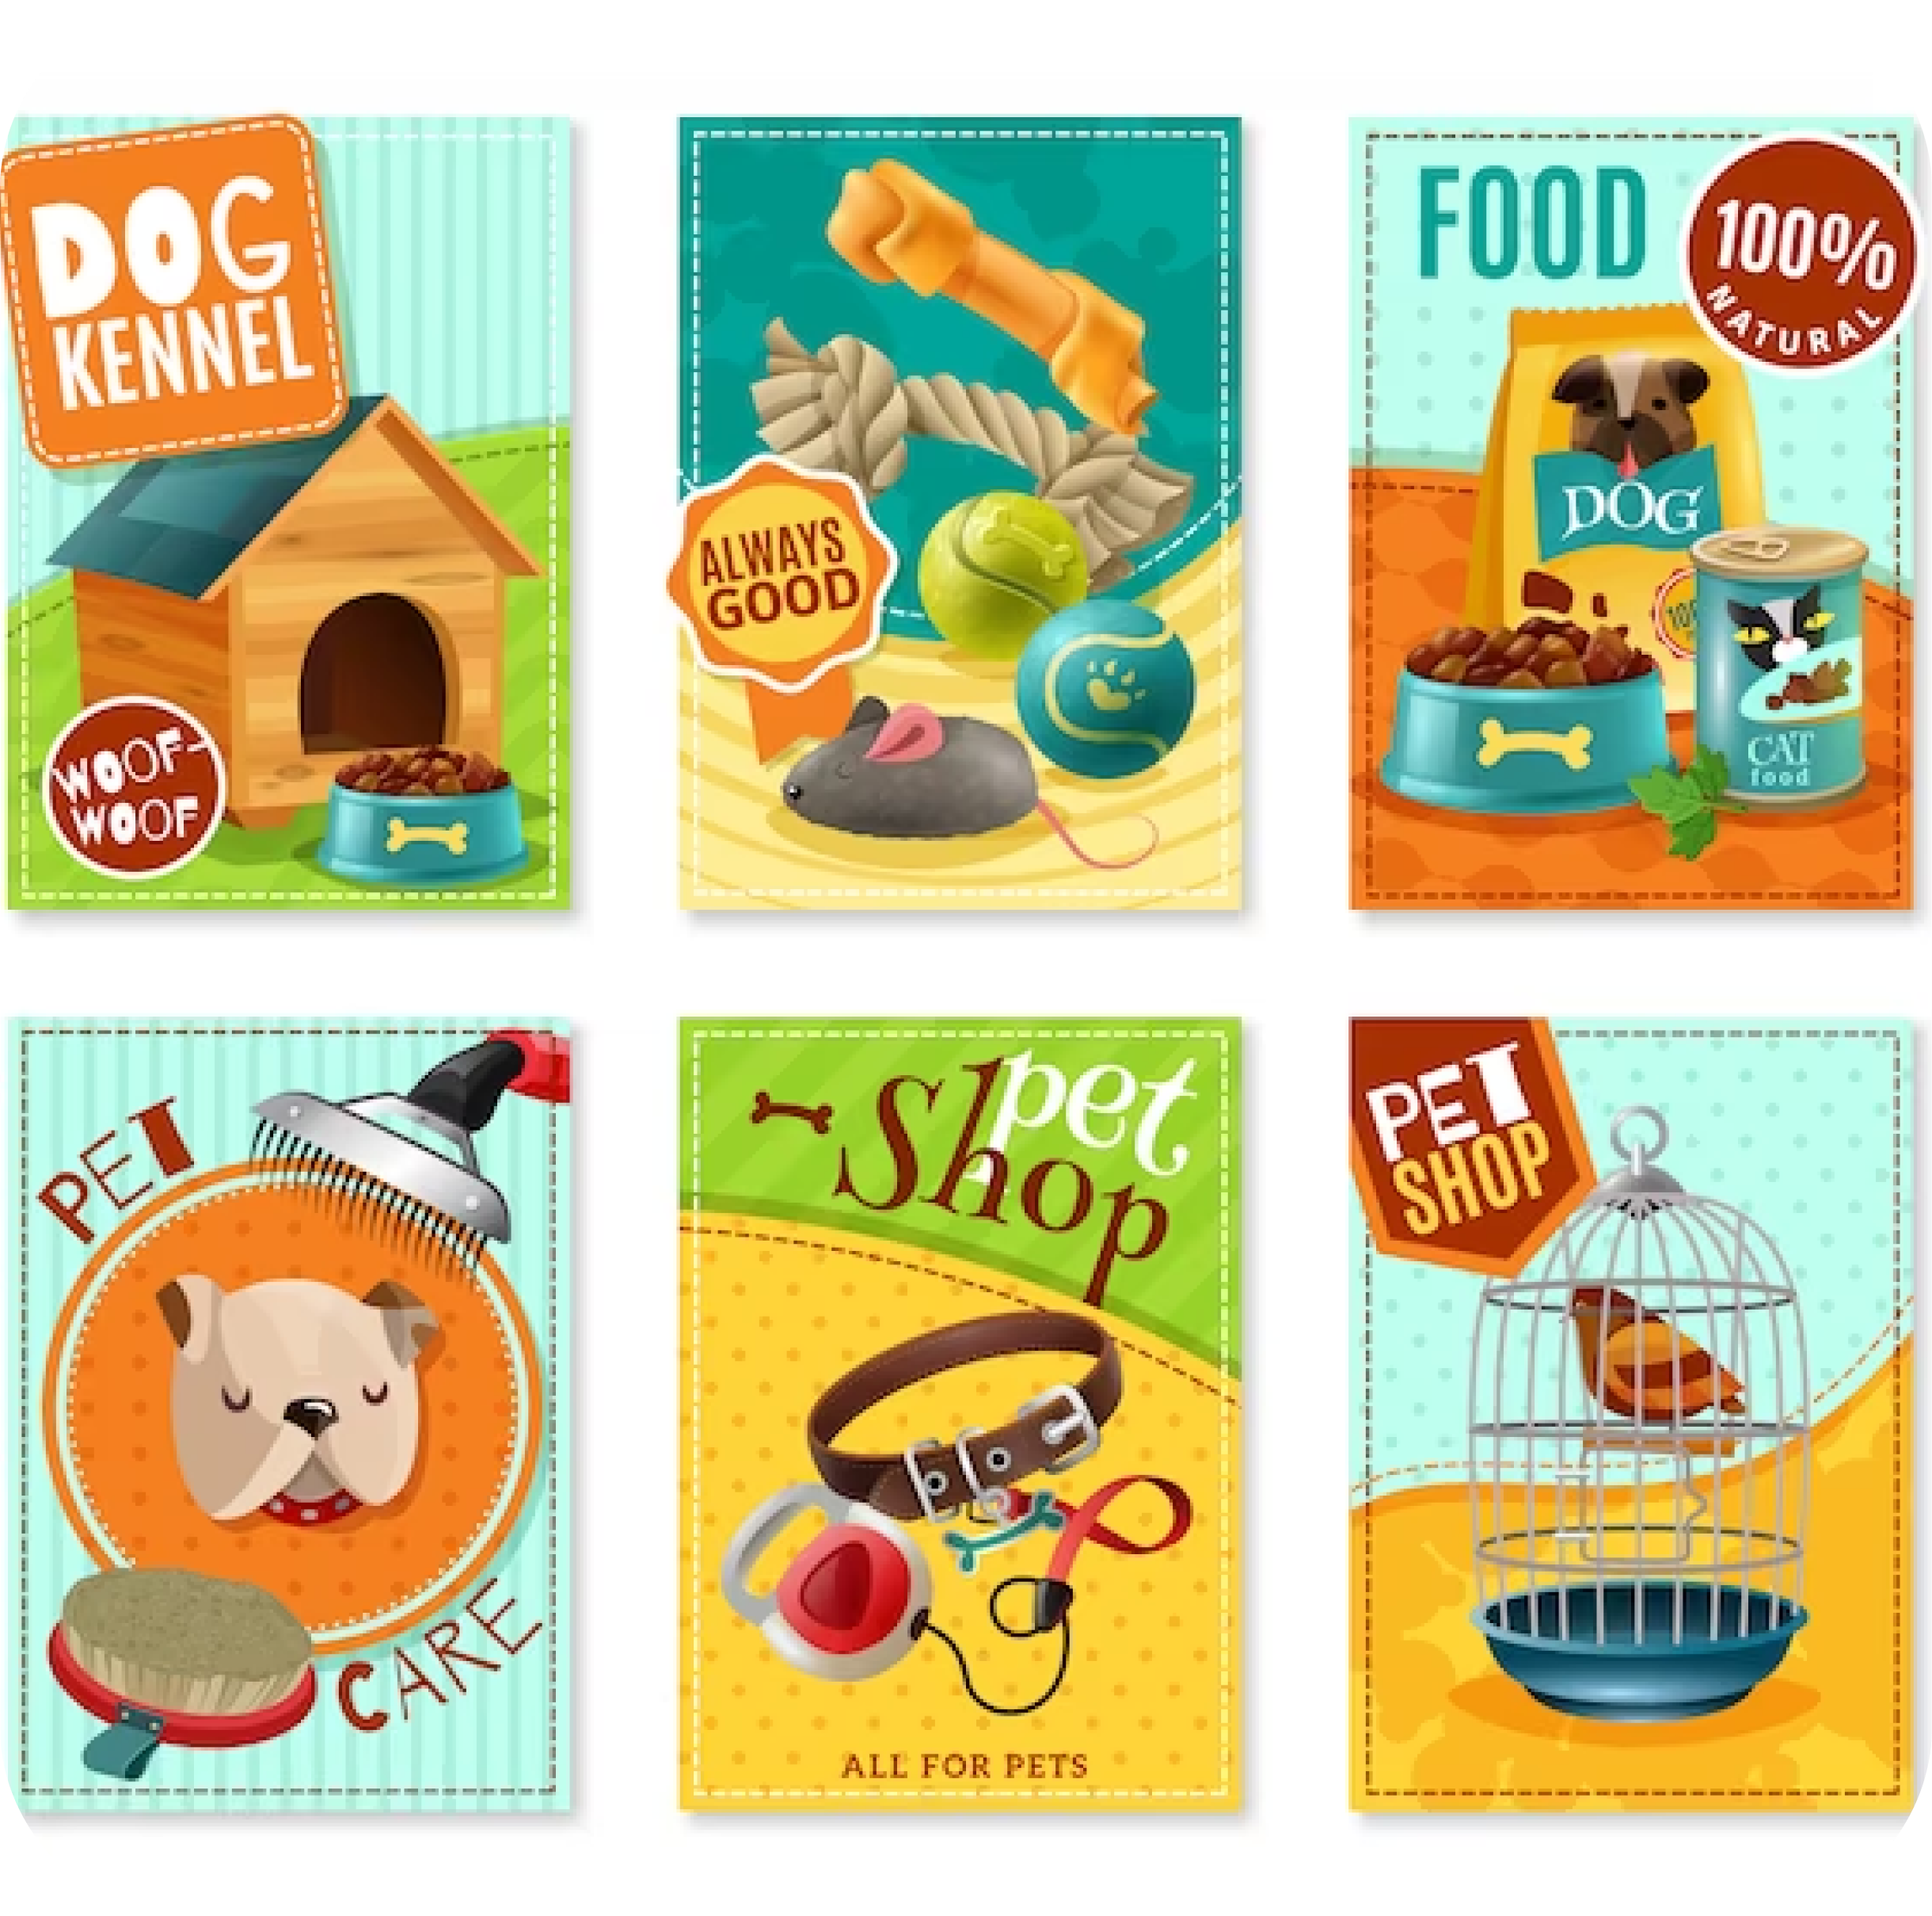 DOG
KENNEL
WOOF-
WOOF
ALWAYS
GOOD
FOOD
100%
NATURAL
DOG
CAT
food
PET
CARE
pet
Shop
ALL FOR PETS
PET
SHOP